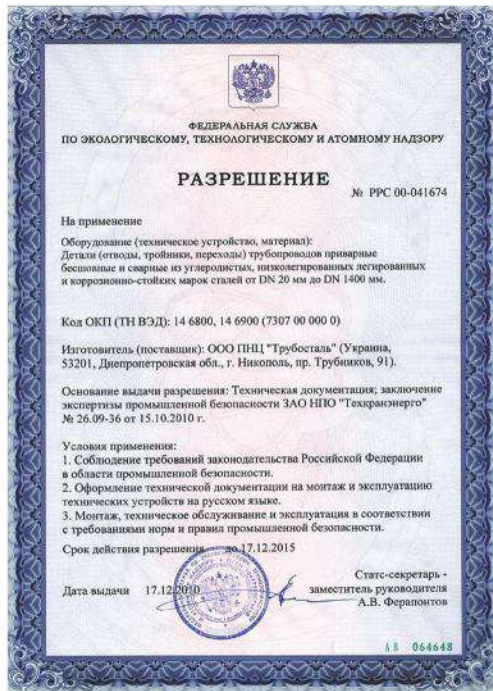 ФЕДЕРАЛЬНАЯ СЛУЖБА
ПО ЭКОЛОГИЧЕСКОМУ, ТЕХНОЛОГИЧЕСКОМУ И АТОМНОМУ НАДЗОРУ
РАЗРЕШЕНИЕ
№ РРС 00-041674
На применение
Оборудование (техническое устройство, материал):
Детали (отводы, тройники, переходы) трубопроводов приварные
бесшовные и сварные из углеродистых, низколегированных легированных
и коррозионно-стойких марок сталей от DN 20 мм до DN 1400 мм.
Код ОКП (ТН ВЭД): 14 6800, 14 6900 (7307 00 000 0)
Изготовитель (поставщик): ООО ПНЦ "Трубосталь" (Украина,
53201, Днепропетровская обл., г. Никополь, пр. Трубников, 91).
Основание выдачи разрешения: Техническая документация; заключение
экспертизы промышленной безопасности ЗАО НПО "Техкранэнерго"
№ 26.09-36 от 15.10.2010 г.
Условия применения:
1. Соблюдение требований законодательства Российской Федерации
в области промышленной безопасности.
2. Оформление технической документации на монтаж и эксплуатацию
технических устройств на русском языке.
3. Монтаж, техническое обслуживание и эксплуатация в соответствии
с требованиями норм и правил промышленной безопасности.
Срок действия разрешения до 17.12.2015
Дата выдачи 17.12.2010
Статс-секретарь -
заместитель руководителя
А.В. Ферапонтов
АВ 064648